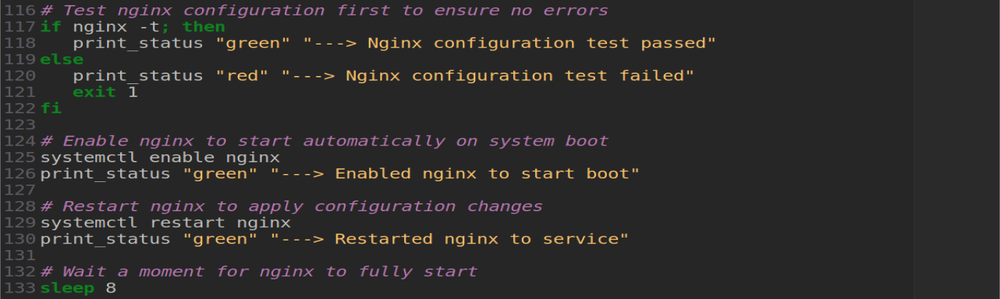 116 # Test nginx configuration first to ensure no errors
117 if nginx -t; then
118    print_status "green" "---> Nginx configuration test passed"
119 else
120    print_status "red" "---> Nginx configuration test failed"
121    exit 1
122 fi
123
124 # Enable nginx to start automatically on system boot
125 systemctl enable nginx
126 print_status "green" "---> Enabled nginx to start boot"
127
128 # Restart nginx to apply configuration changes
129 systemctl restart nginx
130 print_status "green" "---> Restarted nginx to service"
131
132 # Wait a moment for nginx to fully start
133 sleep 8